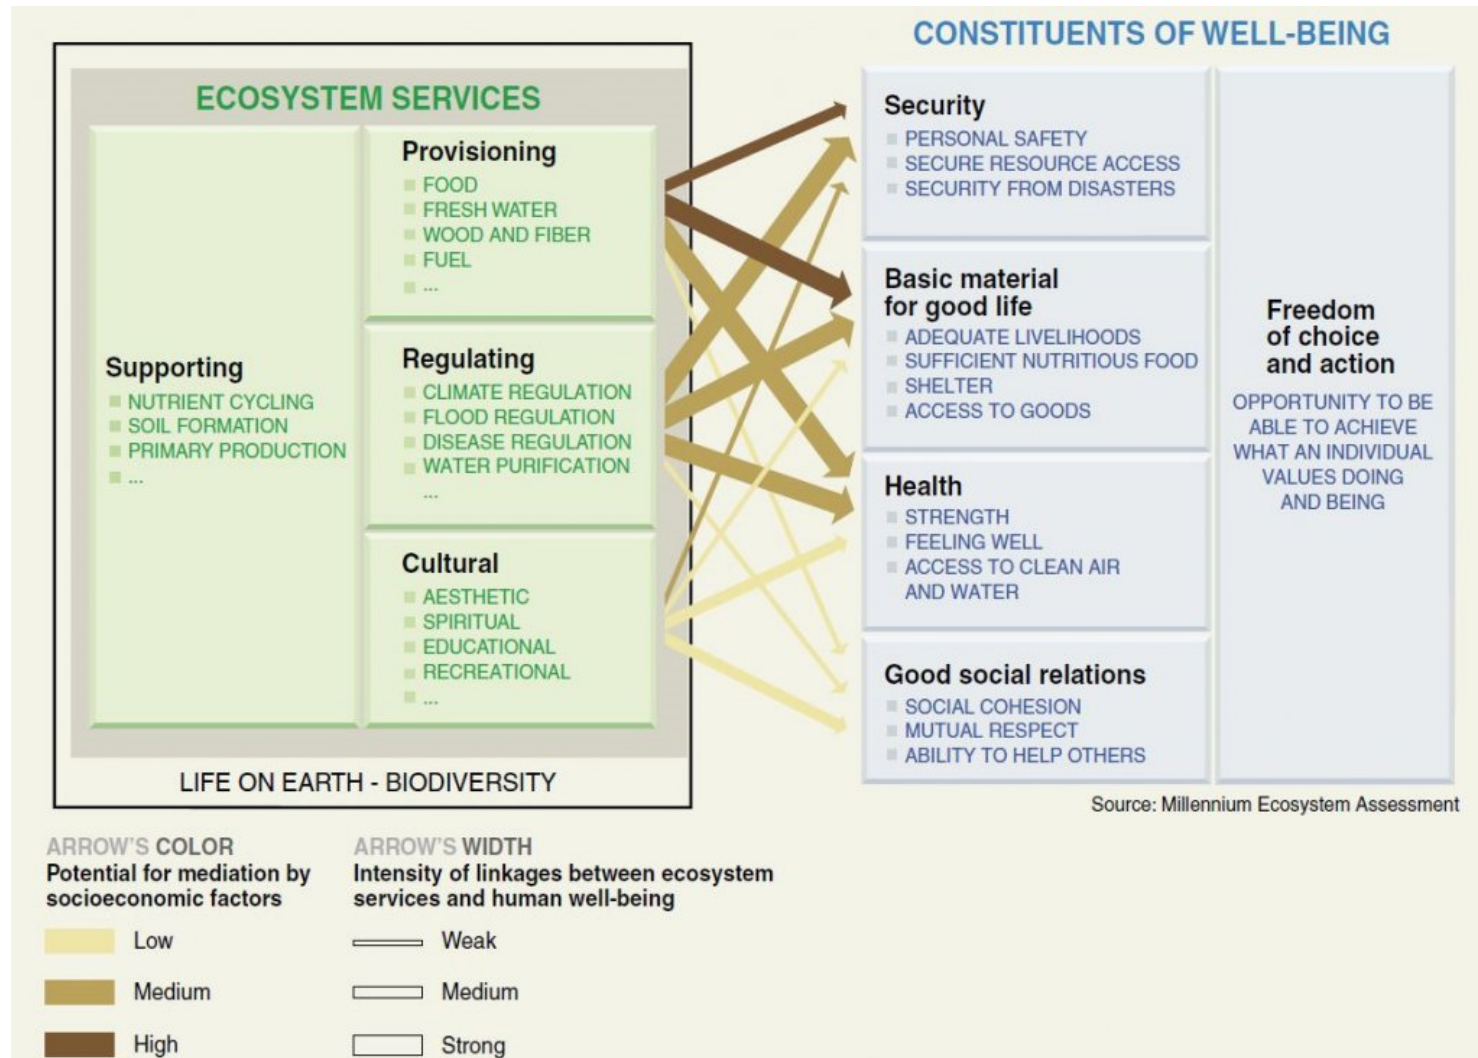 CONSTITUENTS OF WELL-BEING
ECOSYSTEM SERVICES
Supporting
NUTRIENT CYCLING
SOIL FORMATION
PRIMARY PRODUCTION
...
Provisioning
FOOD
FRESH WATER
WOOD AND FIBER
FUEL
...
Regulating
CLIMATE REGULATION
FLOOD REGULATION
DISEASE REGULATION
WATER PURIFICATION
...
Cultural
AESTHETIC
SPIRITUAL
EDUCATIONAL
RECREATIONAL
...
LIFE ON EARTH - BIODIVERSITY
Security
PERSONAL SAFETY
SECURE RESOURCE ACCESS
SECURITY FROM DISASTERS
Basic material
for good life
ADEQUATE LIVELIHOODS
SUFFICIENT NUTRITIOUS FOOD
SHELTER
ACCESS TO GOODS
Health
STRENGTH
FEELING WELL
ACCESS TO CLEAN AIR
AND WATER
Good social relations
SOCIAL COHESION
MUTUAL RESPECT
ABILITY TO HELP OTHERS
Freedom
of choice
and action
OPPORTUNITY TO BE
ABLE TO ACHIEVE
WHAT AN INDIVIDUAL
VALUES DOING
AND BEING
Source: Millennium Ecosystem Assessment
ARROW'S COLOR
Potential for mediation by
socioeconomic factors
Low
Medium
High
ARROW'S WIDTH
Intensity of linkages between ecosystem
services and human well-being
Weak
Medium
Strong